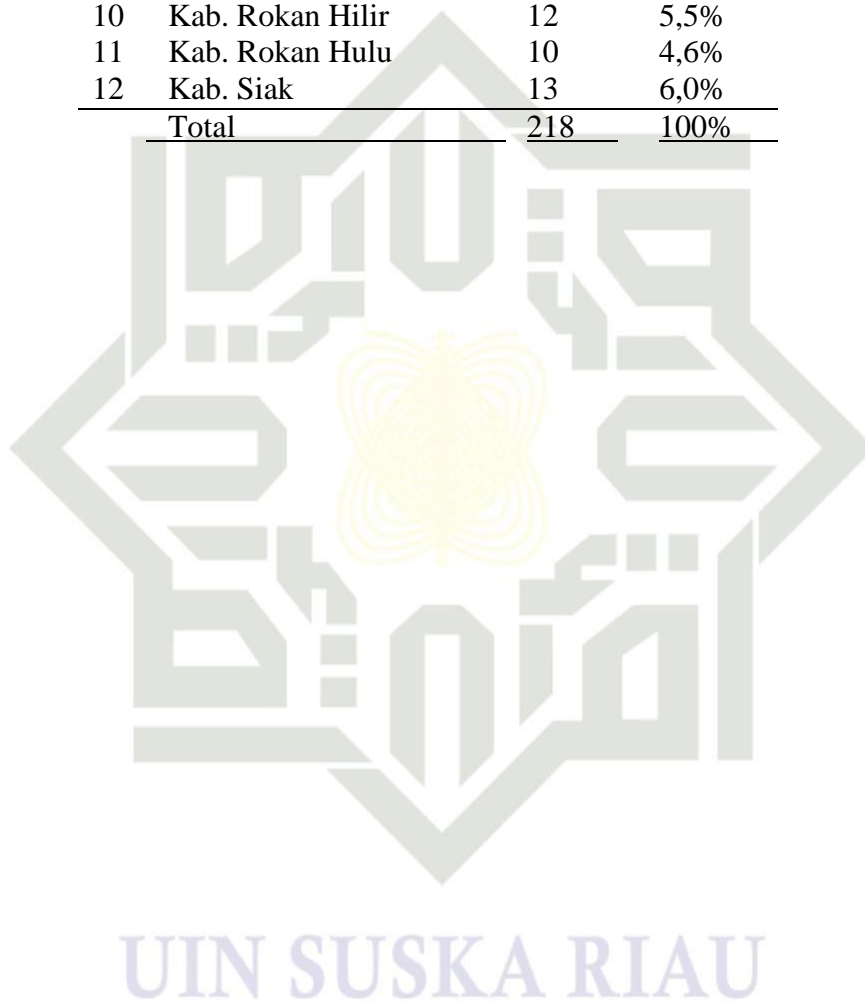 10 Kab. Rokan Hilir 12 5,5%
11 Kab. Rokan Hulu 10 4,6%
12 Kab. Siak 13 6,0%
Total 218 100%
UIN SUSKA RIAU